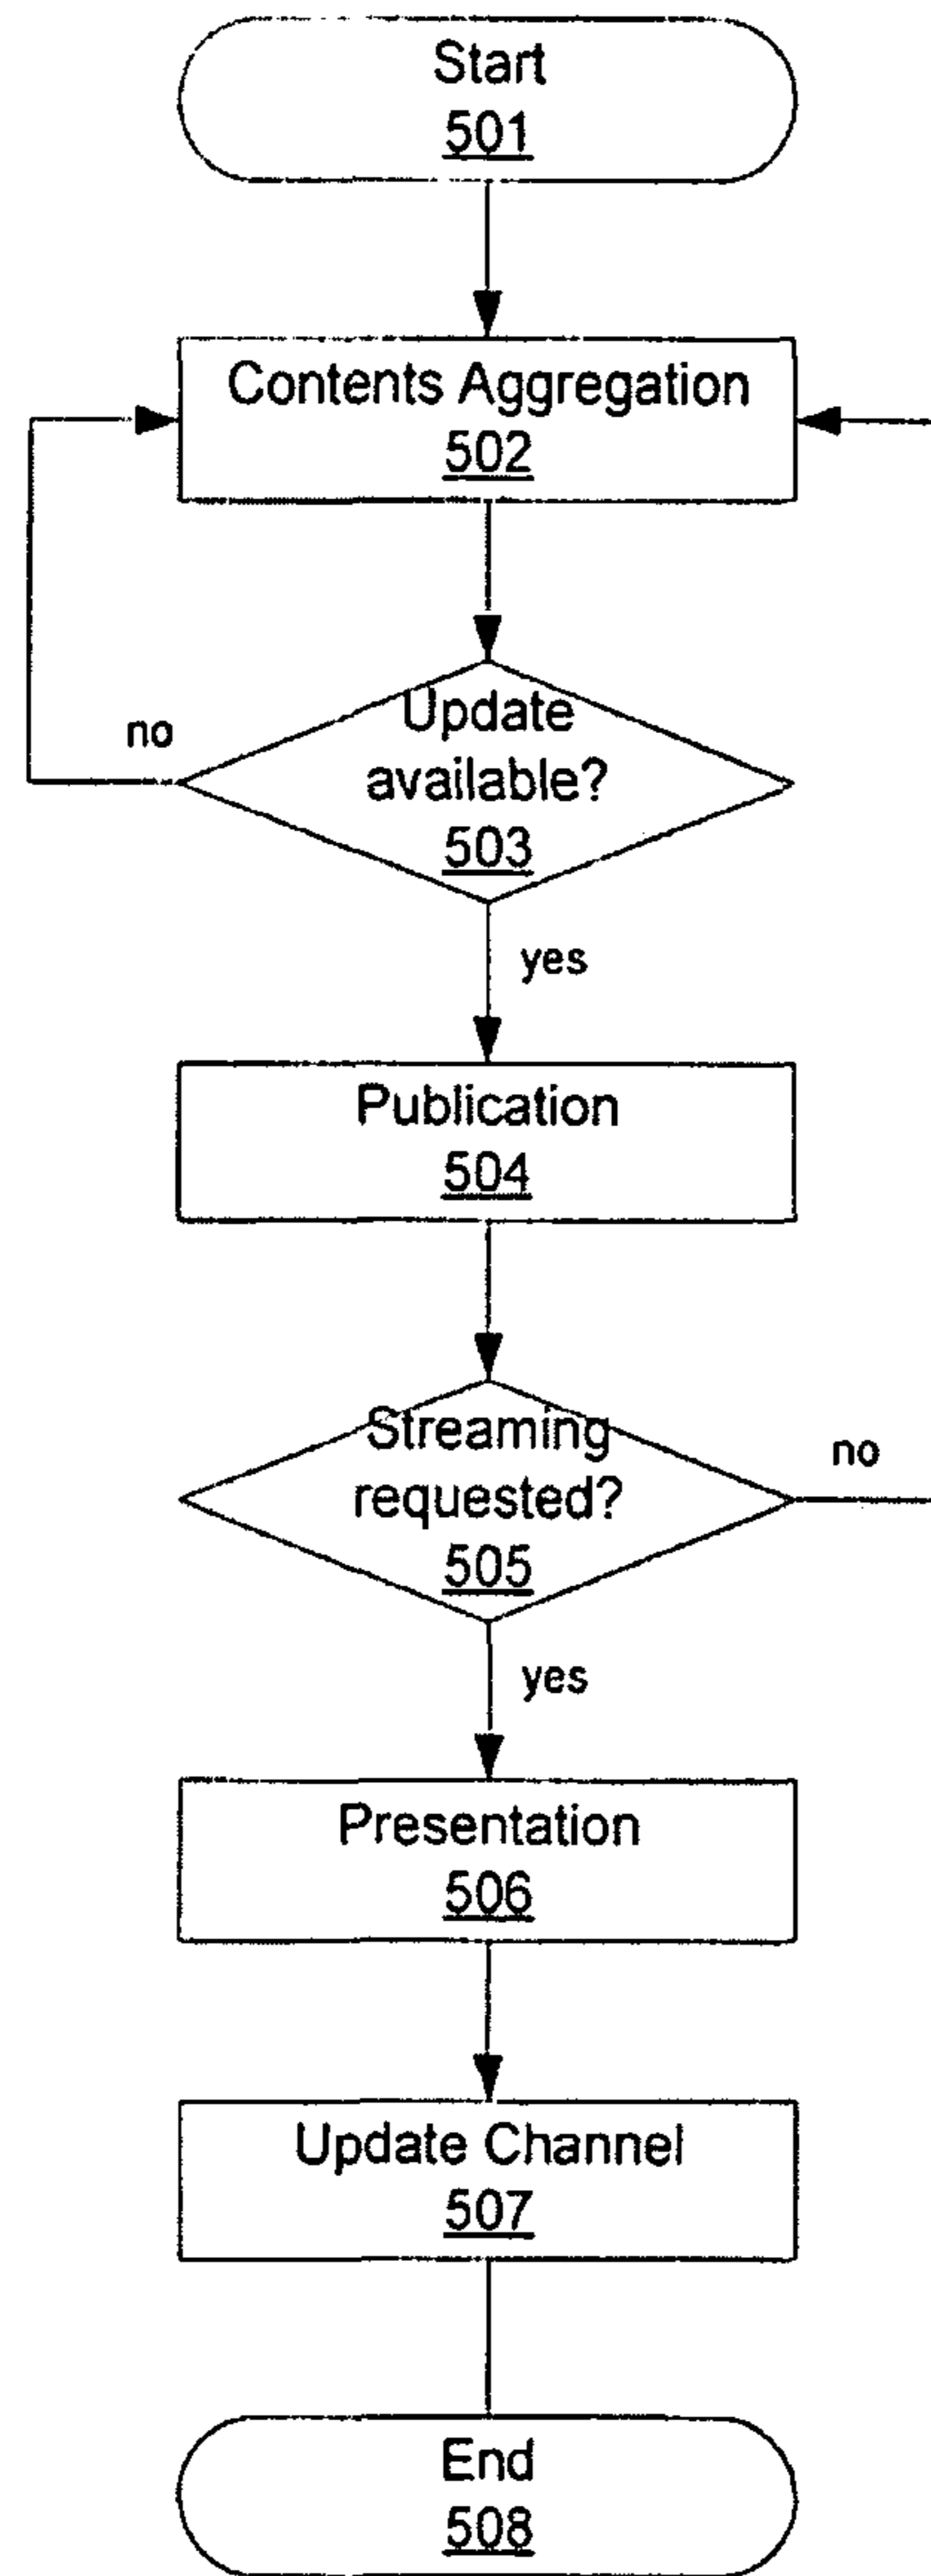 Start
501
Contents Aggregation
502
no
Update
available?
503
yes
Publication
504
Streaming
requested?
505
no
yes
Presentation
506
Update Channel
507
End
508